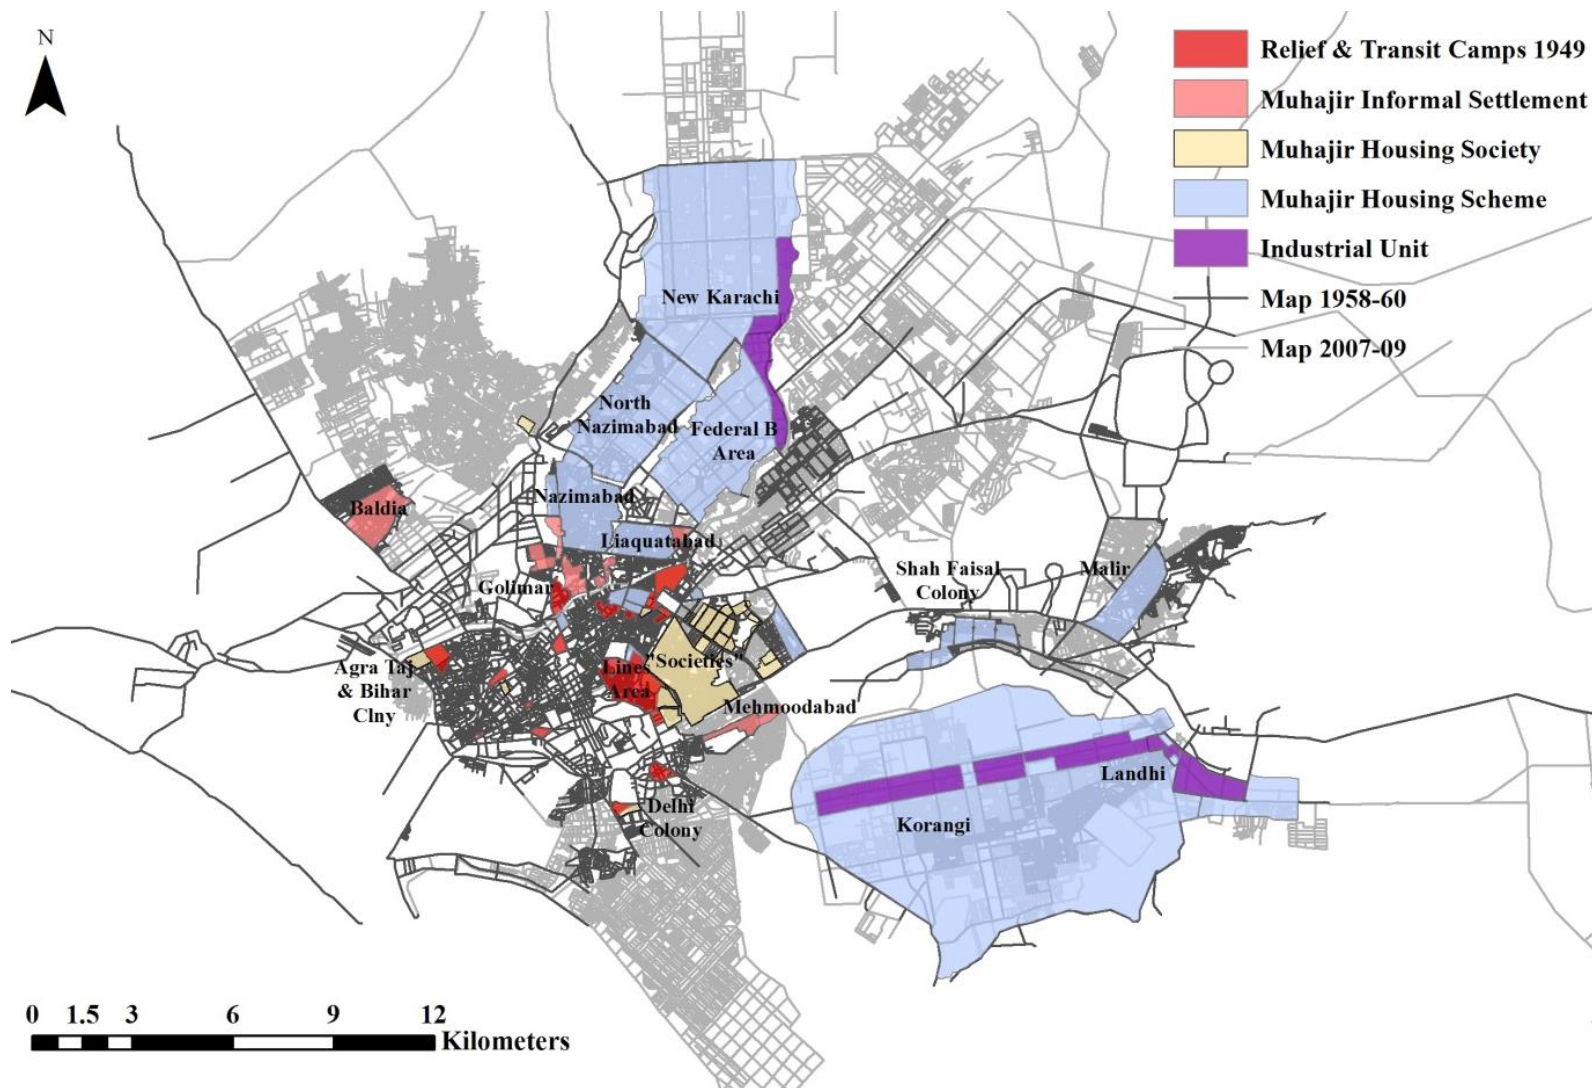 N
Relief & Transit Camps 1949
Muhajir Informal Settlement
Muhajir Housing Society
Muhajir Housing Scheme
Industrial Unit
Map 1958-60
Map 2007-09
New Karachi
North
Nazimabad
Federal B
Area
Nazimabad
Baldia
Liaquatabad
Golimar
Shah Faisal
Colony
Malir
Agra Taj
& Bihar
Clny
Lines
Area
"Societies"
Mehmoodabad
Landhi
Korangi
Delhi
Colony
0 1.5 3 6 9 12
Kilometers